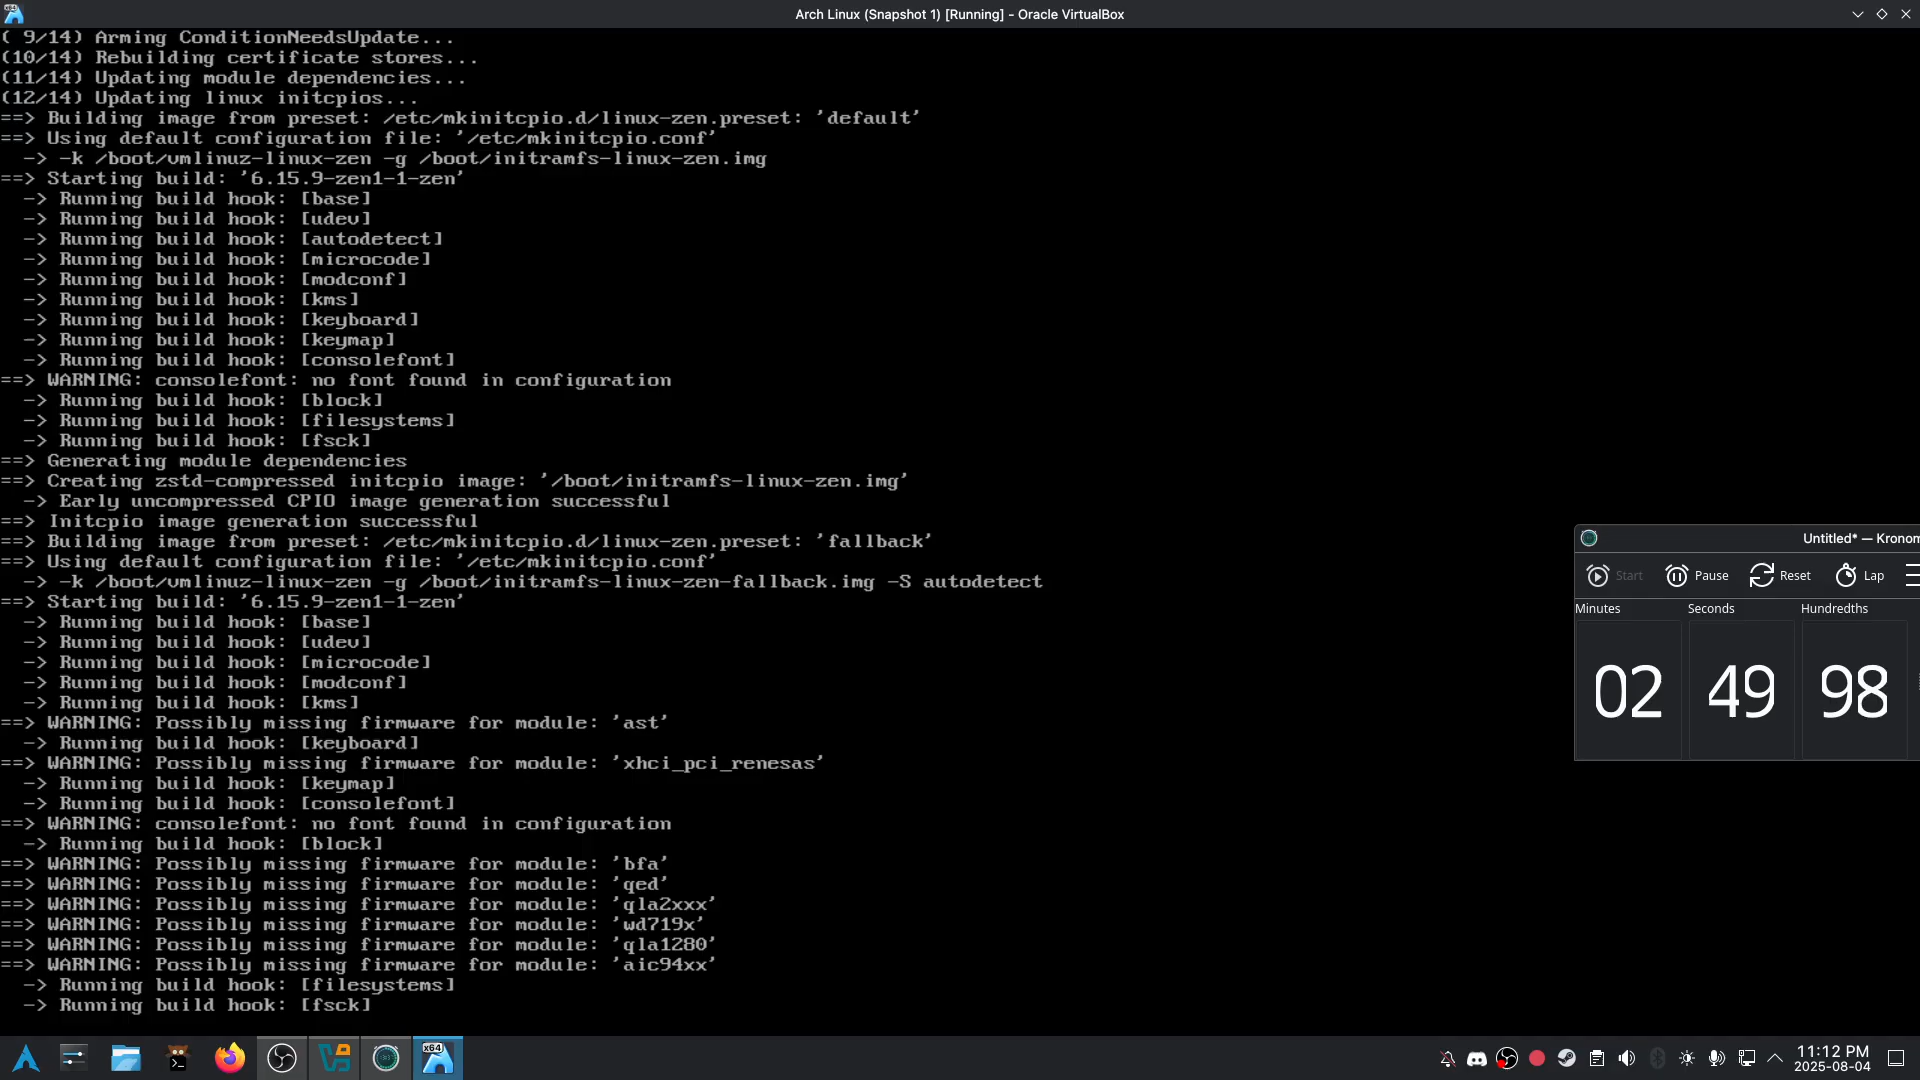 Arch Linux (Snapshot 1) [Running] - Oracle VirtualBox
( 9/14) Arming ConditionNeedsUpdate...
(10/14) Rebuilding certificate stores...
(11/14) Updating module dependencies...
(12/14) Updating linux initcpios...
==> Building image from preset: /etc/mkinitcpio.d/linux-zen.preset: 'default'
==> Using default configuration file: '/etc/mkinitcpio.conf'
  -> -k /boot/vmlinuz-linux-zen -g /boot/initramfs-linux-zen.img
==> Starting build: '6.15.9-zen1-1-zen'
  -> Running build hook: [base]
  -> Running build hook: [udev]
  -> Running build hook: [autodetect]
  -> Running build hook: [microcode]
  -> Running build hook: [modconf]
  -> Running build hook: [kms]
  -> Running build hook: [keyboard]
  -> Running build hook: [keymap]
  -> Running build hook: [consolefont]
==> WARNING: consolefont: no font found in configuration
  -> Running build hook: [block]
  -> Running build hook: [filesystems]
  -> Running build hook: [fsck]
==> Generating module dependencies
==> Creating zstd-compressed initcpio image: '/boot/initramfs-linux-zen.img'
  -> Early uncompressed CPIO image generation successful
==> Initcpio image generation successful
==> Building image from preset: /etc/mkinitcpio.d/linux-zen.preset: 'fallback'
==> Using default configuration file: '/etc/mkinitcpio.conf'
  -> -k /boot/vmlinuz-linux-zen -g /boot/initramfs-linux-zen-fallback.img -S autodetect
==> Starting build: '6.15.9-zen1-1-zen'
  -> Running build hook: [base]
  -> Running build hook: [udev]
  -> Running build hook: [microcode]
  -> Running build hook: [modconf]
  -> Running build hook: [kms]
==> WARNING: Possibly missing firmware for module: 'ast'
  -> Running build hook: [keyboard]
==> WARNING: Possibly missing firmware for module: 'xhci_pci_renesas'
  -> Running build hook: [keymap]
  -> Running build hook: [consolefont]
==> WARNING: consolefont: no font found in configuration
  -> Running build hook: [block]
==> WARNING: Possibly missing firmware for module: 'bfa'
==> WARNING: Possibly missing firmware for module: 'qed'
==> WARNING: Possibly missing firmware for module: 'qla2xxx'
==> WARNING: Possibly missing firmware for module: 'wd719x'
==> WARNING: Possibly missing firmware for module: 'qla1280'
==> WARNING: Possibly missing firmware for module: 'aic94xx'
  -> Running build hook: [filesystems]
  -> Running build hook: [fsck]
Untitled* — Kronom
Start Pause Reset Lap
Minutes Seconds Hundredths
02 49 98
x64
11:12 PM
2025-08-04